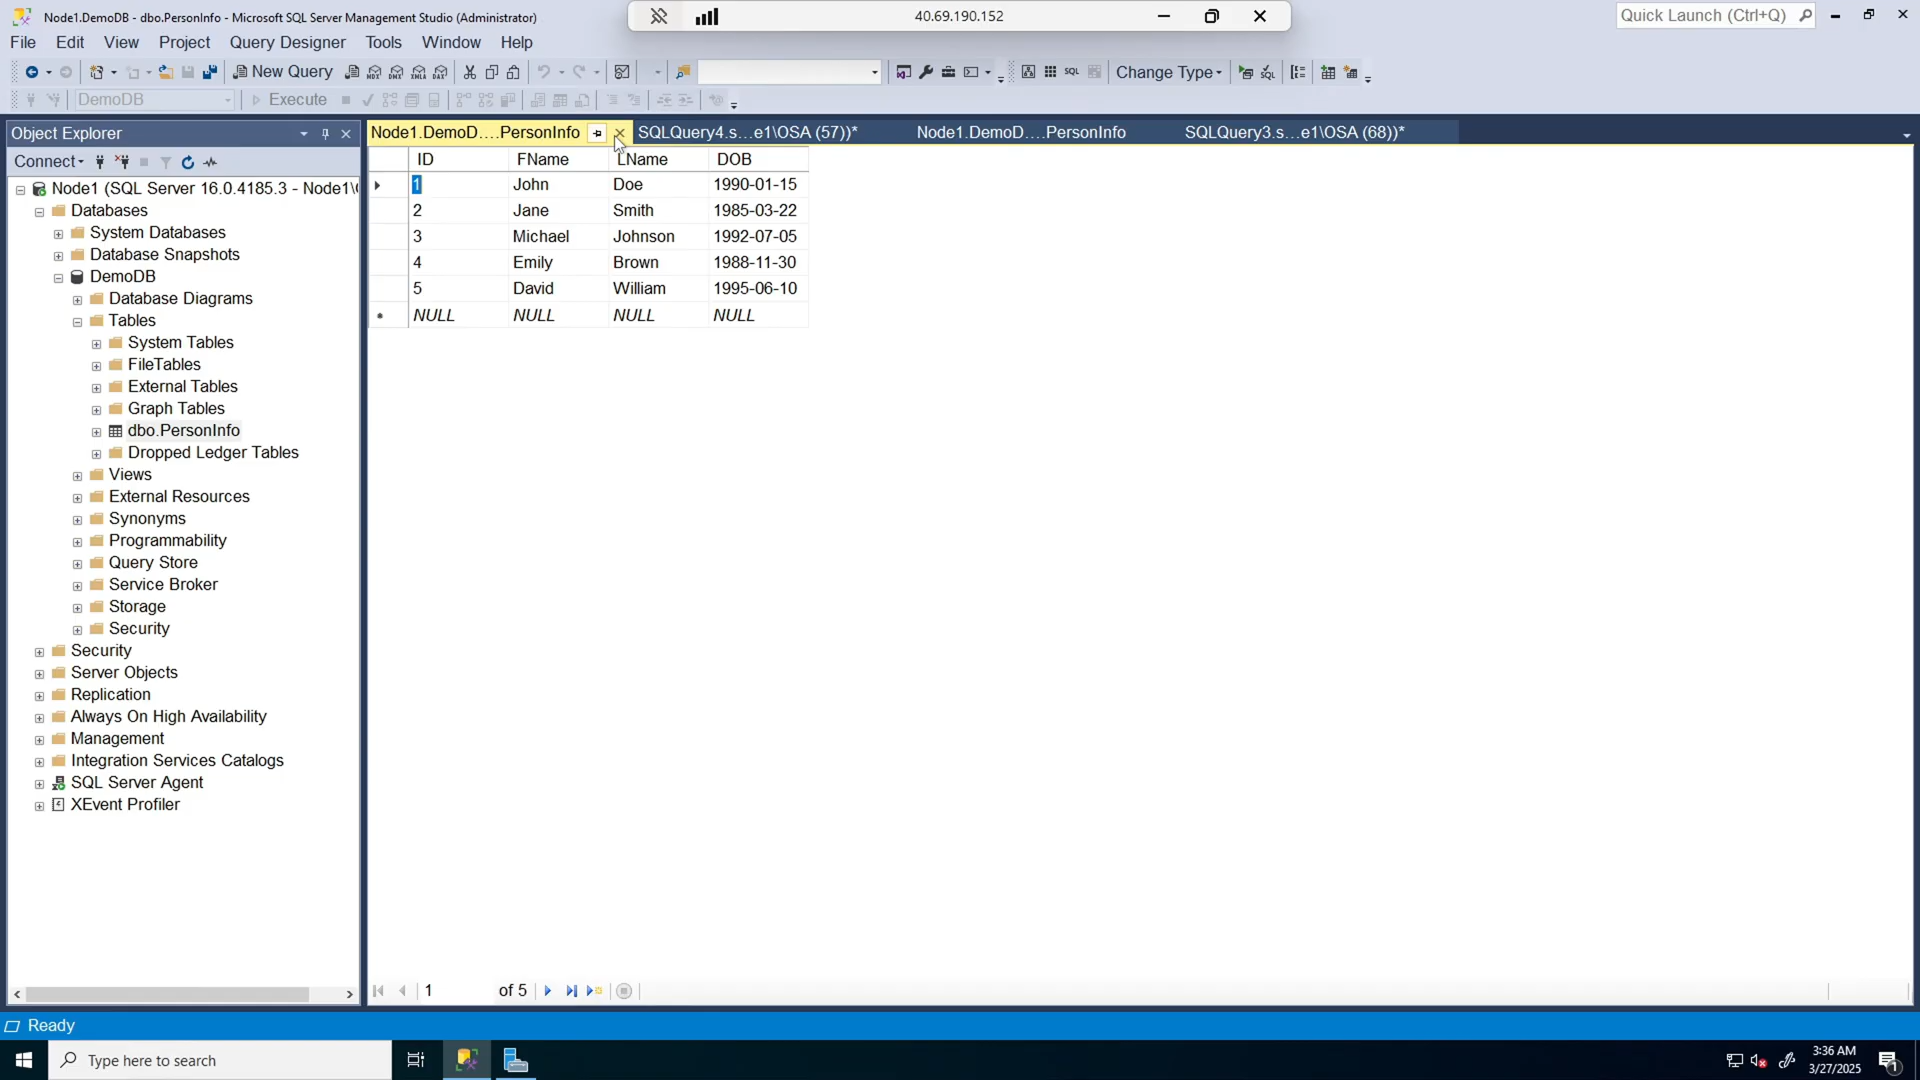 Node1.DemoDB - dbo.PersonInfo - Microsoft SQL Server Management Studio (Administrator)
40.69.190.152
Quick Launch (Ctrl+Q)
File Edit View Project Query Designer Tools Window Help
New Query
Change Type
DemoDB
Execute
Object Explorer
Node1.DemoD....PersonInfo
SQLQuery4.s...e1\OSA (57))*
Node1.DemoD....PersonInfo
SQLQuery3.s...e1\OSA (68))*
Connect
Node1 (SQL Server 16.0.4185.3 - Node1\
Databases
System Databases
Database Snapshots
DemoDB
Database Diagrams
Tables
System Tables
FileTables
External Tables
Graph Tables
dbo.PersonInfo
Dropped Ledger Tables
Views
External Resources
Synonyms
Programmability
Query Store
Service Broker
Storage
Security
Security
Server Objects
Replication
Always On High Availability
Management
Integration Services Catalogs
SQL Server Agent
XEvent Profiler
ID FName LName DOB
1 John Doe 1990-01-15
2 Jane Smith 1985-03-22
3 Michael Johnson 1992-07-05
4 Emily Brown 1988-11-30
5 David William 1995-06-10
NULL NULL NULL NULL
1 of 5
Ready
Type here to search
3:36 AM
3/27/2025